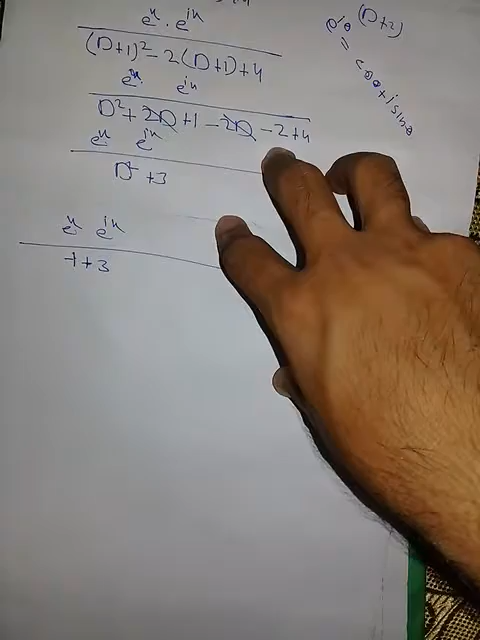 e^x . e^ix
(D+1)^2 - 2(D+1)+4
e^x. e^ix
D^2 + 2D + 1 - 2D - 2+4
e^x e^ix
D^2 +3
e^x e^ix
-1+3
(D+2)
e^iθ
=
cosθ+isinθ